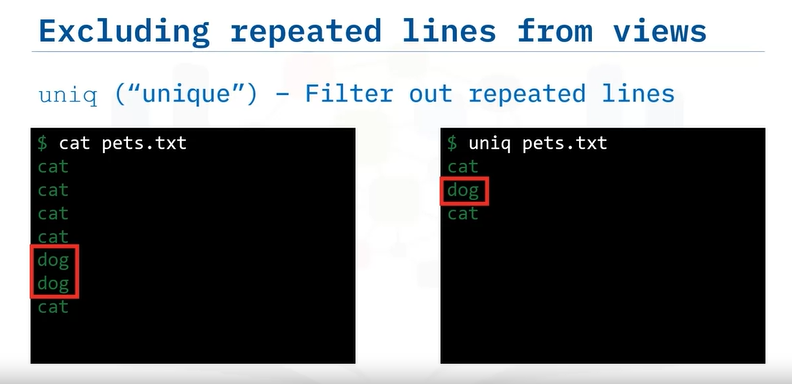 Excluding repeated lines from views
uniq (“unique”) – Filter out repeated lines
$ cat pets.txt
cat
cat
cat
cat
dog
dog
cat
$ uniq pets.txt
cat
dog
cat